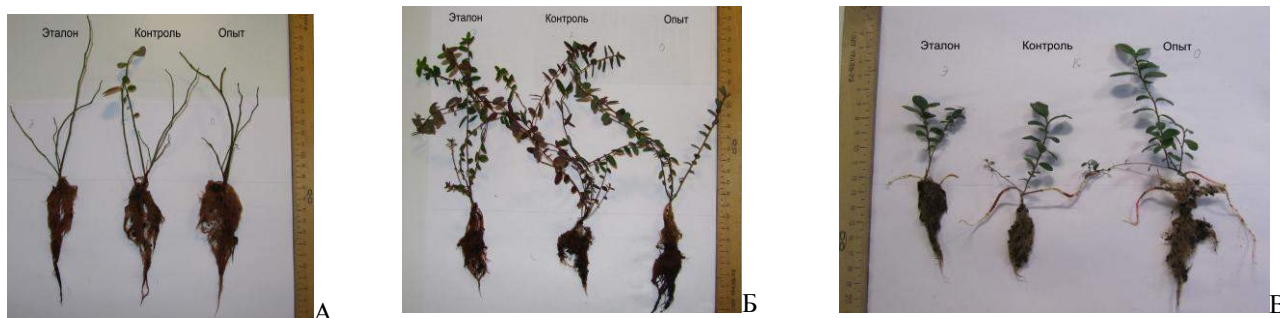 Эталон Контроль Опыт
А
Эталон Контроль Опыт
О
Б
Эталон Контроль Опыт
Э К О
В